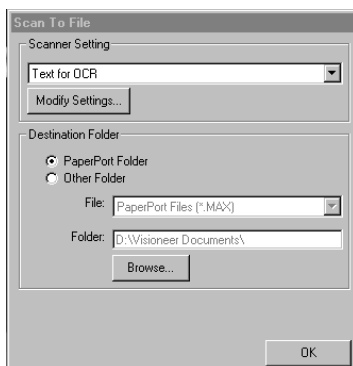 Scan To File
Scanner Setting
Text for OCR
Modify Settings...
Destination Folder
PaperPort Folder
Other Folder
File: PaperPort Files (*.MAX)
Folder: D:\Visioneer Documents\
Browse...
OK